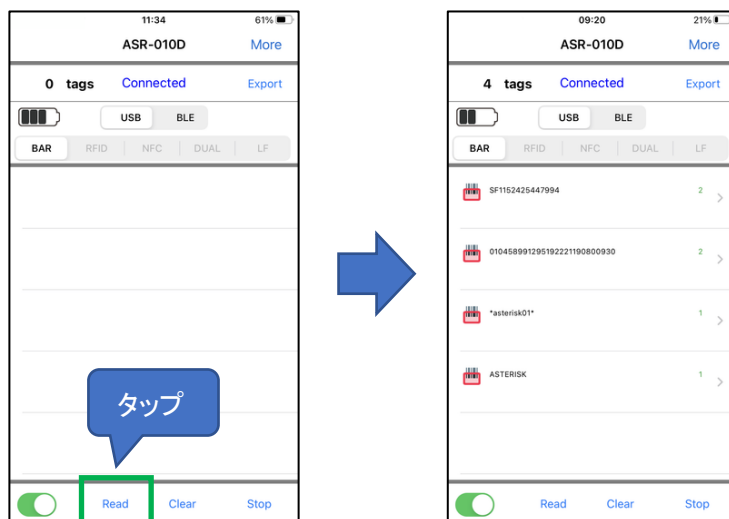 11:34 61%
ASR-010D More
0 tags Connected Export
USB BLE
BAR RFID NFC DUAL LF
タップ
Read Clear Stop
09:20 21%
ASR-010D More
4 tags Connected Export
USB BLE
BAR RFID NFC DUAL LF
SF1152425447994 2
010458991295192221190800930 2
*asterisk01* 1
ASTERISK 1
Read Clear Stop